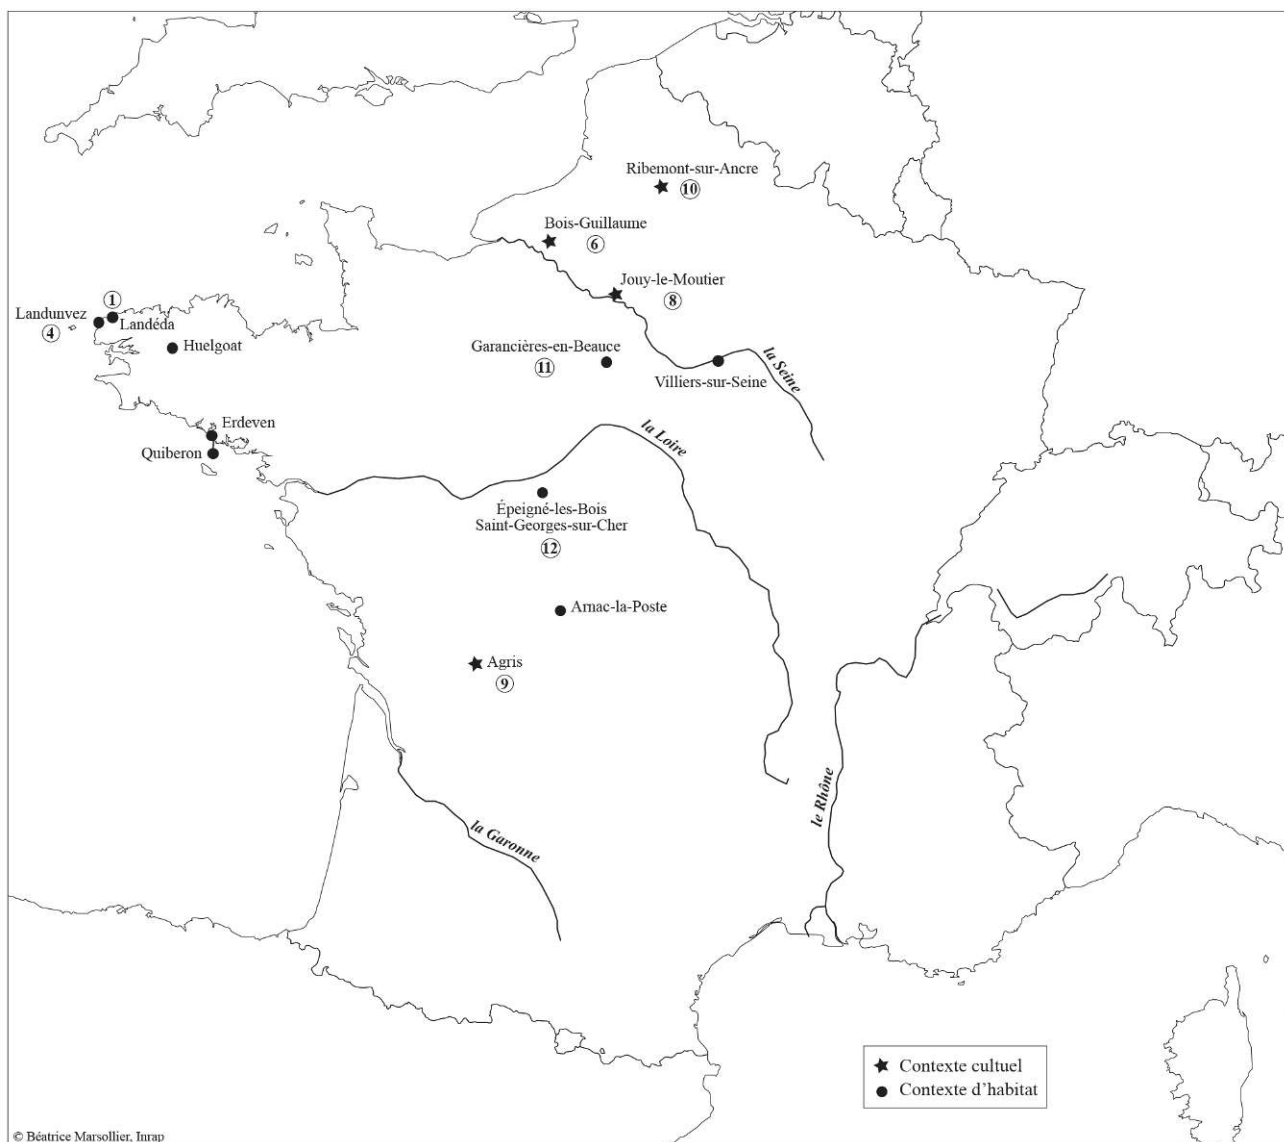 Ribemont-sur-Ancre
10
Bois-Guillaume
6
Jouy-le-Moutier
8
1
Landunvez
4
Landéda
Huelgoat
Garancières-en-Beauce
11
Villiers-sur-Seine
la Seine
Erdeven
Quiberon
la Loire
Épeigné-les-Bois
Saint-Georges-sur-Cher
12
Arnac-la-Poste
Agris
9
le Rhône
la Garonne
Contexte cultuel
Contexte d'habitat
© Béatrice Marsollier, Inrap